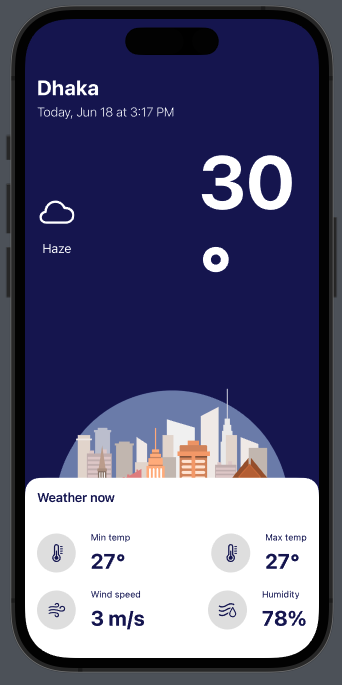 Dhaka
Today, Jun 18 at 3:17 PM
30
°
Haze
Weather now
Min temp
27°
Max temp
27°
Wind speed
3 m/s
Humidity
78%